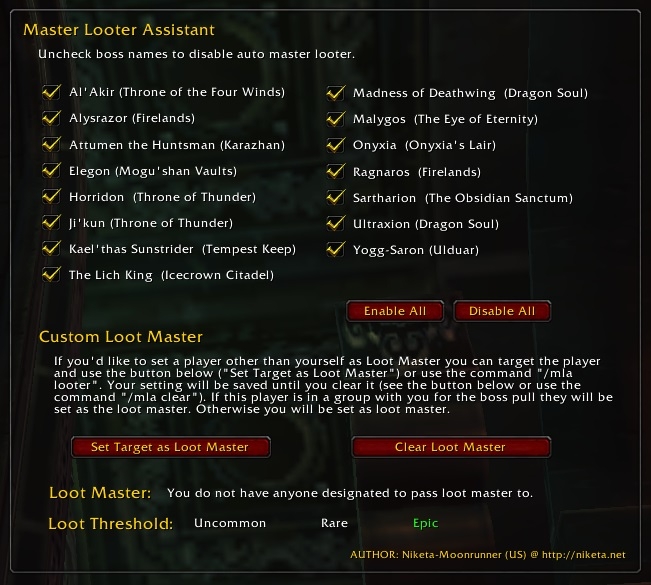 Master Looter Assistant
Uncheck boss names to disable auto master looter.
Al'Akir (Throne of the Four Winds)
Alysrazor (Firelands)
Attumen the Huntsman (Karazhan)
Elegon (Mogu'shan Vaults)
Horridon (Throne of Thunder)
Ji'kun (Throne of Thunder)
Kael'thas Sunstrider (Tempest Keep)
The Lich King (Icecrown Citadel)
Madness of Deathwing (Dragon Soul)
Malygos (The Eye of Eternity)
Onyxia (Onyxia's Lair)
Ragnaros (Firelands)
Sartharion (The Obsidian Sanctum)
Ultraxion (Dragon Soul)
Yogg-Saron (Ulduar)
Enable All Disable All
Custom Loot Master
If you'd like to set a player other than yourself as Loot Master you can target the player
and use the button below ("Set Target as Loot Master") or use the command "/mla
looter". Your setting will be saved until you clear it (see the button below or use the
command "/mla clear"). If this player is in a group with you for the boss pull they will be
set as the loot master. Otherwise you will be set as loot master.
Set Target as Loot Master Clear Loot Master
Loot Master: You do not have anyone designated to pass loot master to.
Loot Threshold: Uncommon Rare Epic
AUTHOR: Niketa-Moonrunner (US) @ http://niketa.net